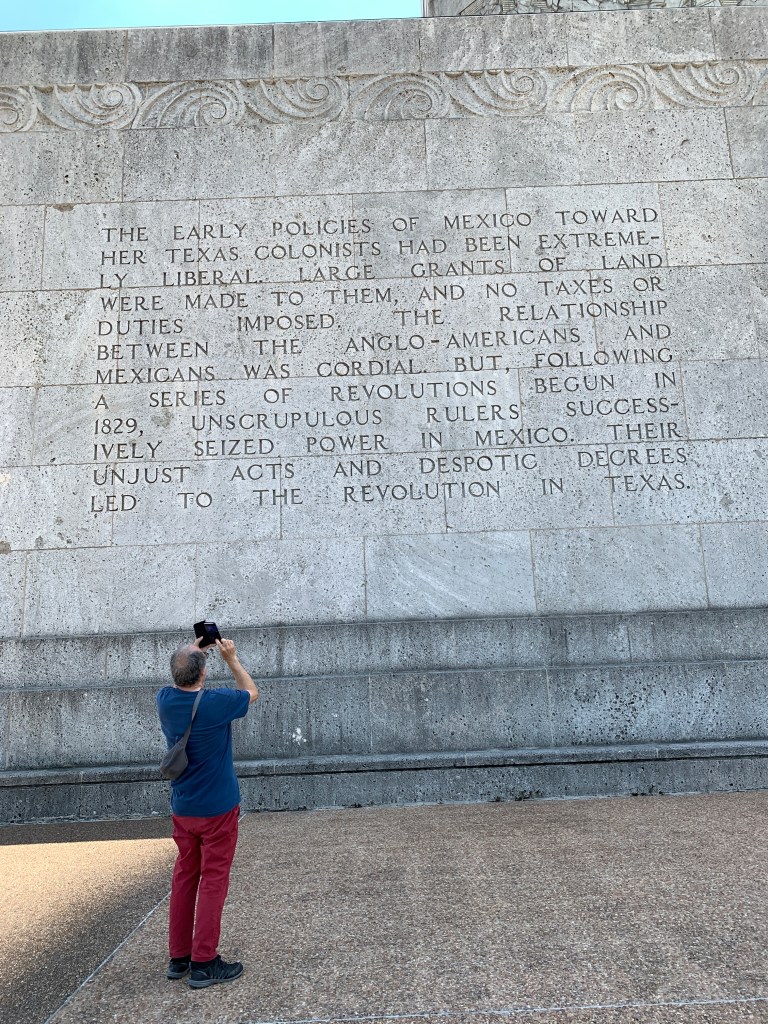 THE EARLY POLICIES OF MEXICO TOWARD
HER TEXAS COLONISTS HAD BEEN EXTREME-
LY LIBERAL. LARGE GRANTS OF LAND
WERE MADE TO THEM, AND NO TAXES OR
DUTIES IMPOSED. THE RELATIONSHIP
BETWEEN THE ANGLO-AMERICANS AND
MEXICANS WAS CORDIAL. BUT, FOLLOWING
A SERIES OF REVOLUTIONS BEGUN IN
1829, UNSCRUPULOUS RULERS SUCCESS-
IVELY SEIZED POWER IN MEXICO. THEIR
UNJUST ACTS AND DESPOTIC DECREES
LED TO THE REVOLUTION IN TEXAS.